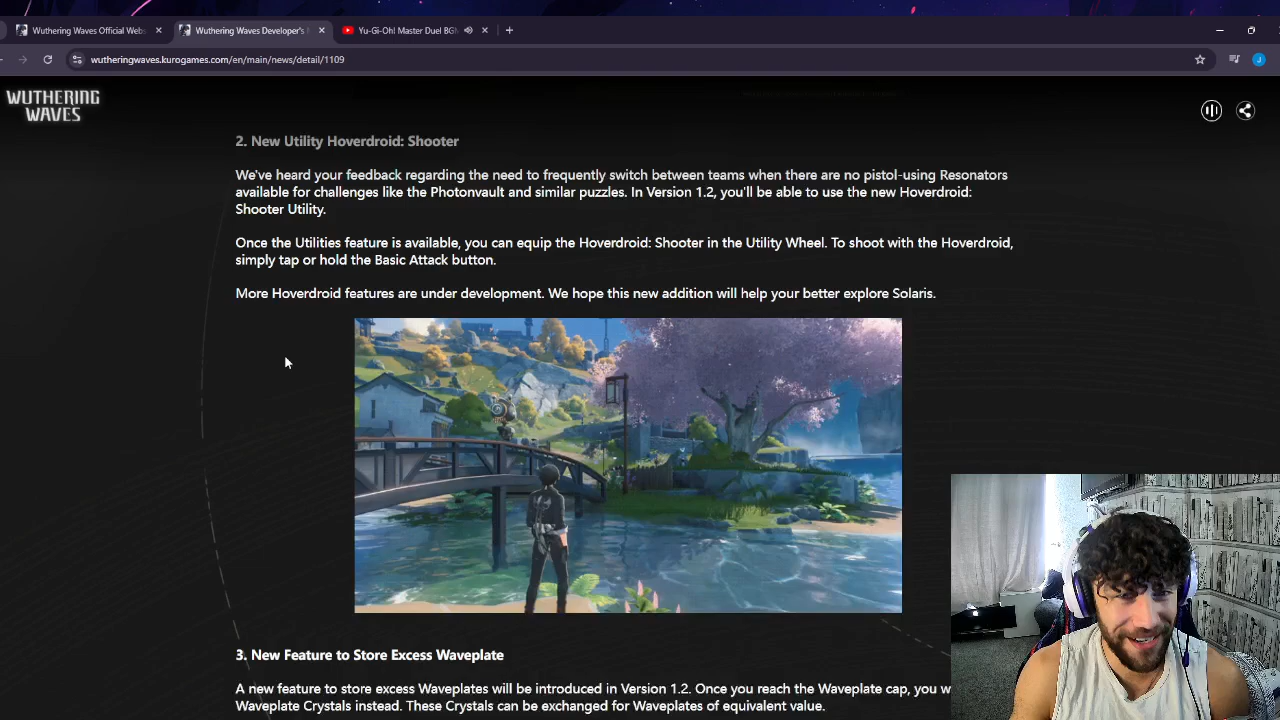 Wuthering Waves Official Web
Wuthering Waves Developer's
Yu-Gi-Oh! Master Duel BGM
wutheringwaves.kurogames.com/en/main/news/detail/1109
J
WUTHERING
WAVES
2. New Utility Hoverdroid: Shooter
We've heard your feedback regarding the need to frequently switch between teams when there are no pistol-using Resonators
available for challenges like the Photonvault and similar puzzles. In Version 1.2, you'll be able to use the new Hoverdroid:
Shooter Utility.
Once the Utilities feature is available, you can equip the Hoverdroid: Shooter in the Utility Wheel. To shoot with the Hoverdroid,
simply tap or hold the Basic Attack button.
More Hoverdroid features are under development. We hope this new addition will help your better explore Solaris.
3. New Feature to Store Excess Waveplate
A new feature to store excess Waveplates will be introduced in Version 1.2. Once you reach the Waveplate cap, you w
Waveplate Crystals instead. These Crystals can be exchanged for Waveplates of equivalent value.